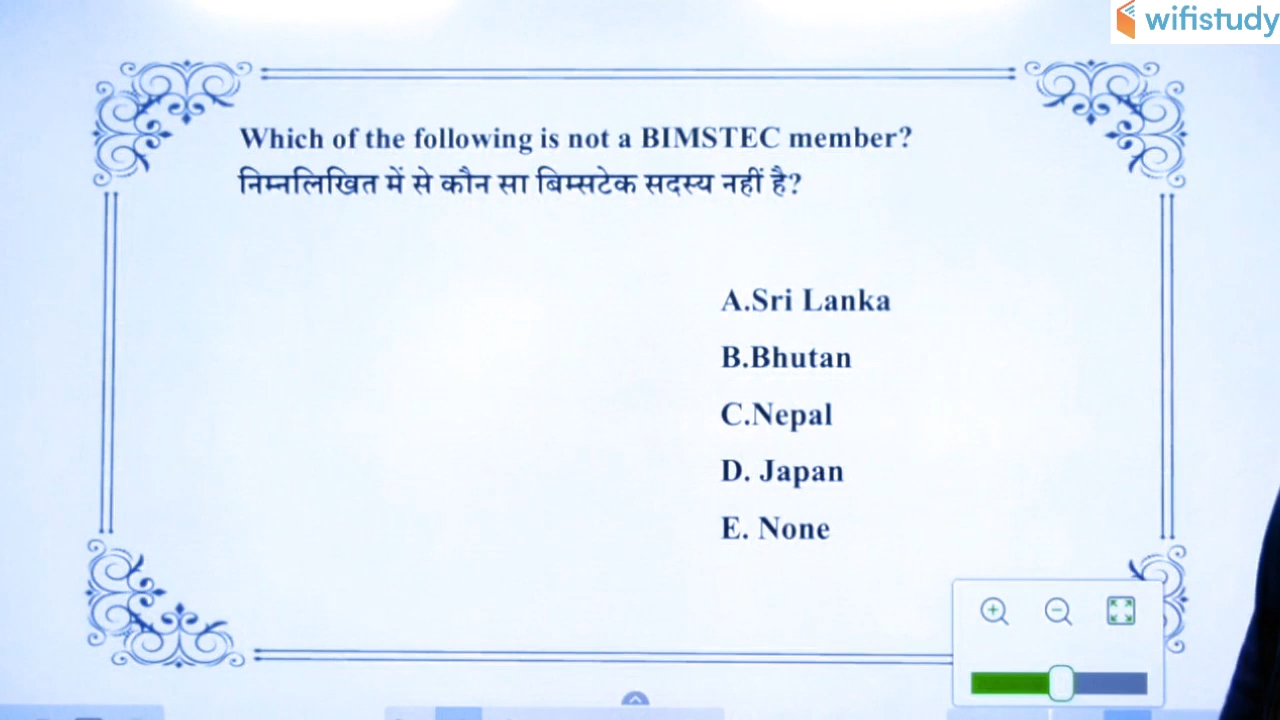 wifistudy
Which of the following is not a BIMSTEC member?
निम्नलिखित में से कौन सा बिम्सटेक सदस्य नहीं है?
A.Sri Lanka
B.Bhutan
C.Nepal
D. Japan
E. None